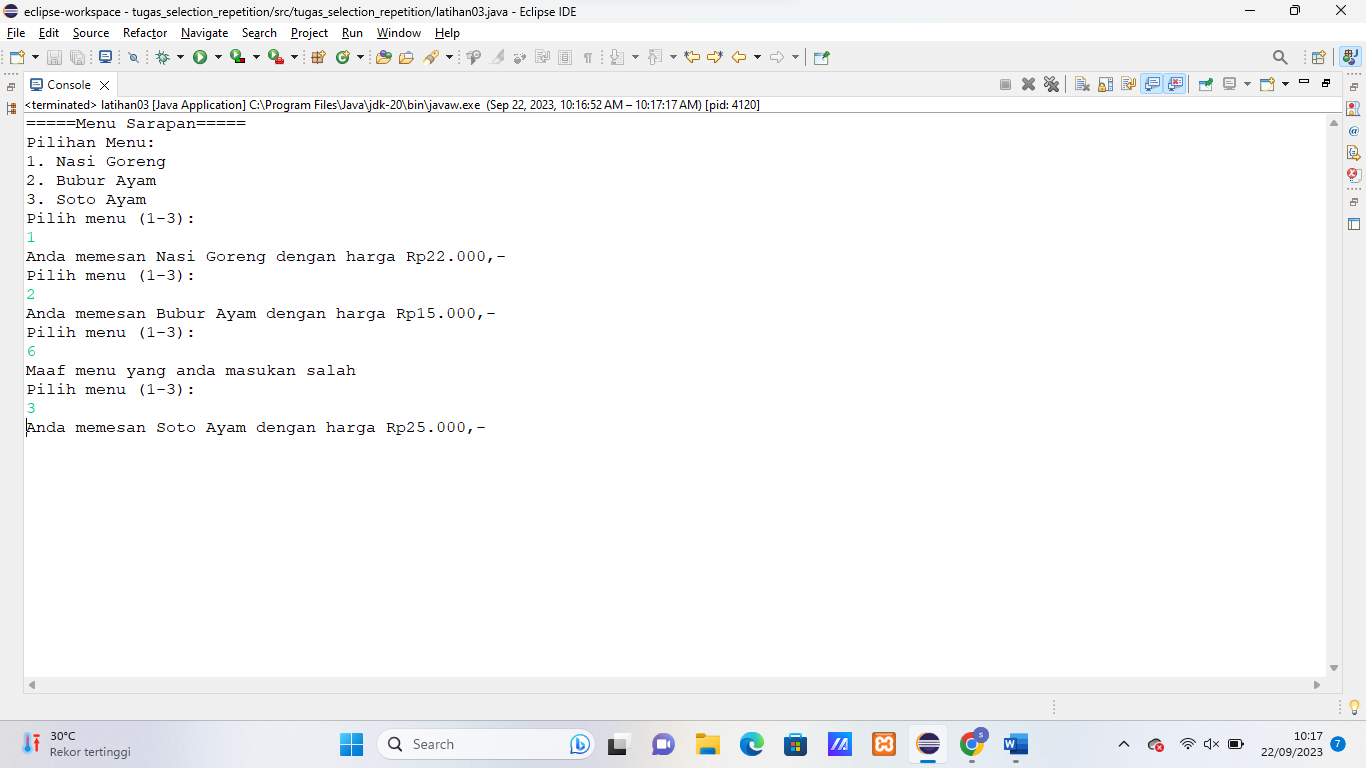 eclipse-workspace - tugas_selection_repetition/src/tugas_selection_repetition/latihan03.java - Eclipse IDE
File Edit Source Refactor Navigate Search Project Run Window Help
Console
<terminated> latihan03 [Java Application] C:\Program Files\Java\jdk-20\bin\javaw.exe (Sep 22, 2023, 10:16:52 AM – 10:17:17 AM) [pid: 4120]
=====Menu Sarapan=====
Pilihan Menu:
1. Nasi Goreng
2. Bubur Ayam
3. Soto Ayam
Pilih menu (1-3):
1
Anda memesan Nasi Goreng dengan harga Rp22.000,-
Pilih menu (1-3):
2
Anda memesan Bubur Ayam dengan harga Rp15.000,-
Pilih menu (1-3):
6
Maaf menu yang anda masukan salah
Pilih menu (1-3):
3
Anda memesan Soto Ayam dengan harga Rp25.000,-
30°C
Rekor tertinggi
Search
S
W
10:17
22/09/2023
7